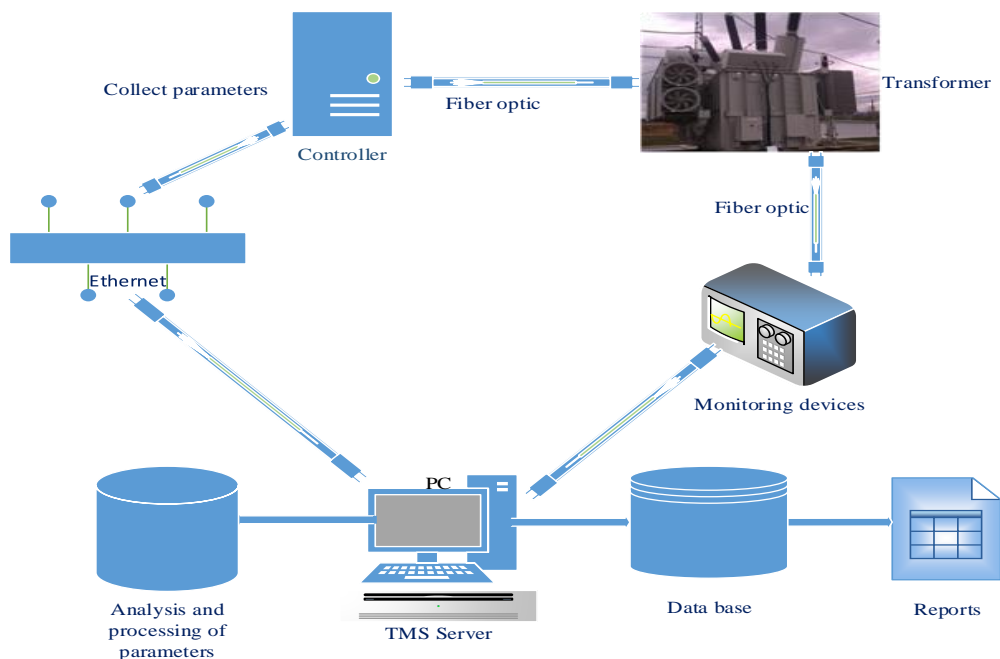 Collect parameters
Controller
Fiber optic
Transformer
Fiber optic
Ethernet
Monitoring devices
PC
Analysis and
processing of
parameters
TMS Server
Data base
Reports